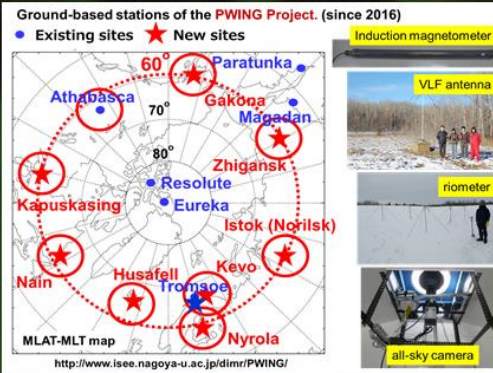 Ground-based stations of the PWING Project. (since 2016)
Existing sites
New sites
60°
Paratunka
Athabasca
Gakona
70°
Magadan
80°
Zhigansk
Resolute
Kapuskasing
Eureka
Istok (Norilsk)
Husafell
Kevo
Nain
Tromsoe
Nyrola
MLAT-MLT map
http://www.isee.nagoya-u.ac.jp/dimr/PWING/
Induction magnetometer
VLF antenna
riometer
all-sky camera